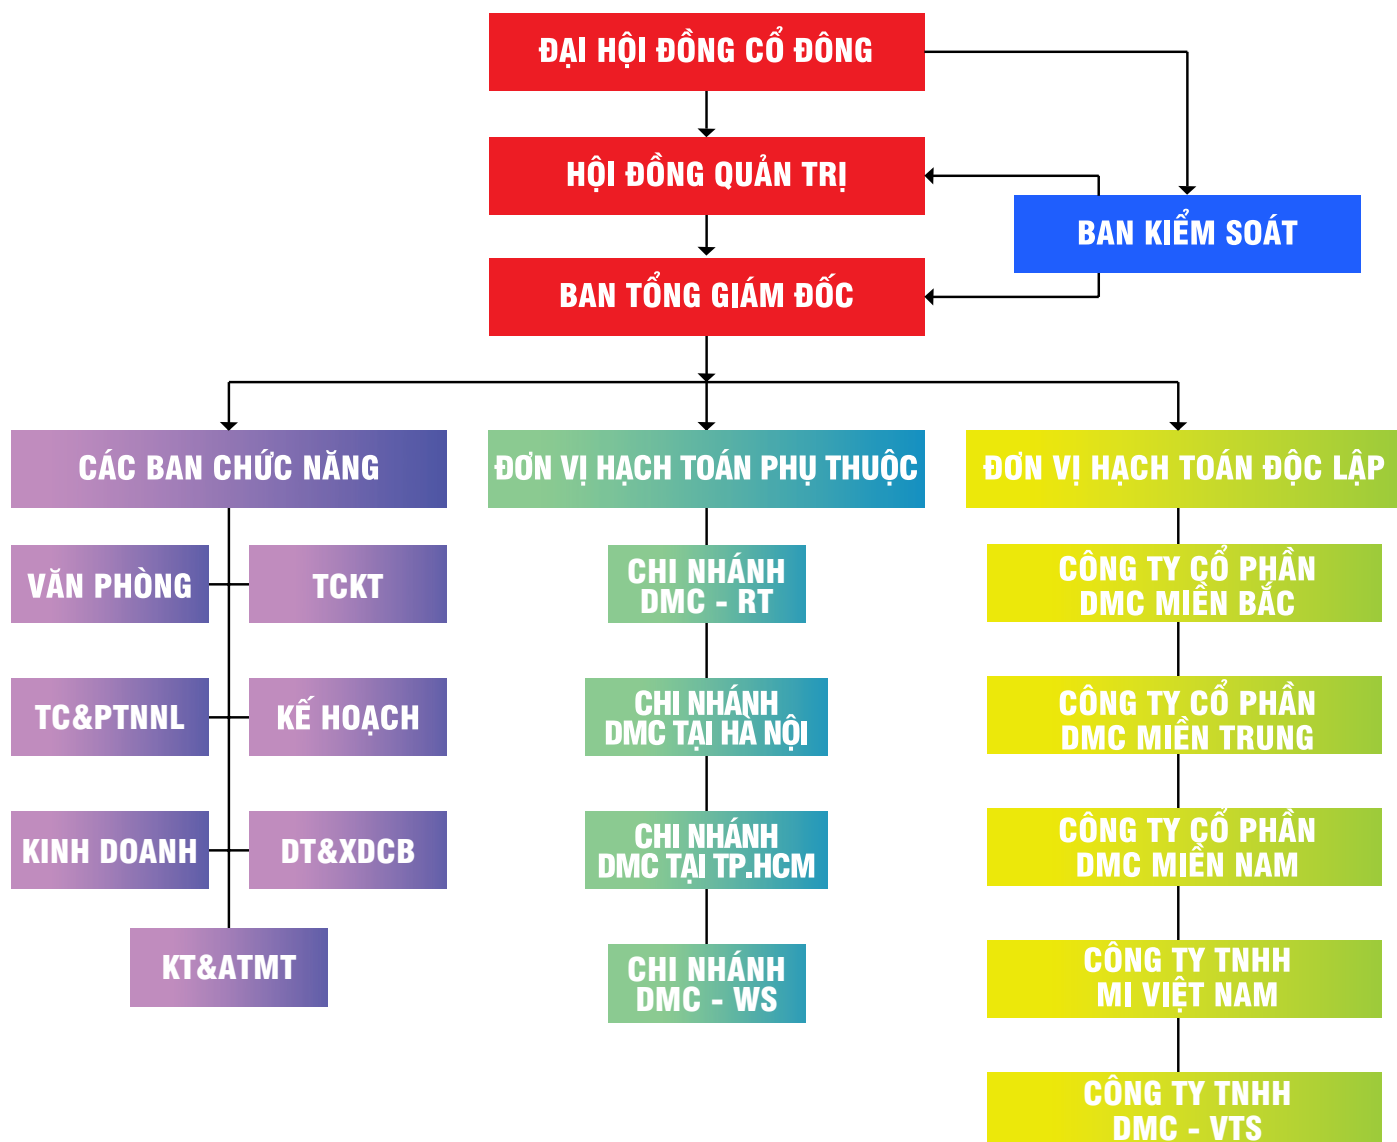 ĐẠI HỘI ĐỒNG CỔ ĐÔNG
HỘI ĐỒNG QUẢN TRỊ
BAN KIỂM SOÁT
BAN TỔNG GIÁM ĐỐC
CÁC BAN CHỨC NĂNG
VĂN PHÒNG
TCKT
TC&PTNNL
KẾ HOẠCH
KINH DOANH
DT&XDCB
KT&ATMT
ĐƠN VỊ HẠCH TOÁN PHỤ THUỘC
CHI NHÁNH
DMC - RT
CHI NHÁNH
DMC TẠI HÀ NỘI
CHI NHÁNH
DMC TẠI TP.HCM
CHI NHÁNH
DMC - WS
ĐƠN VỊ HẠCH TOÁN ĐỘC LẬP
CÔNG TY CỔ PHẦN
DMC MIỀN BẮC
CÔNG TY CỔ PHẦN
DMC MIỀN TRUNG
CÔNG TY CỔ PHẦN
DMC MIỀN NAM
CÔNG TY TNHH
MI VIỆT NAM
CÔNG TY TNHH
DMC - VTS